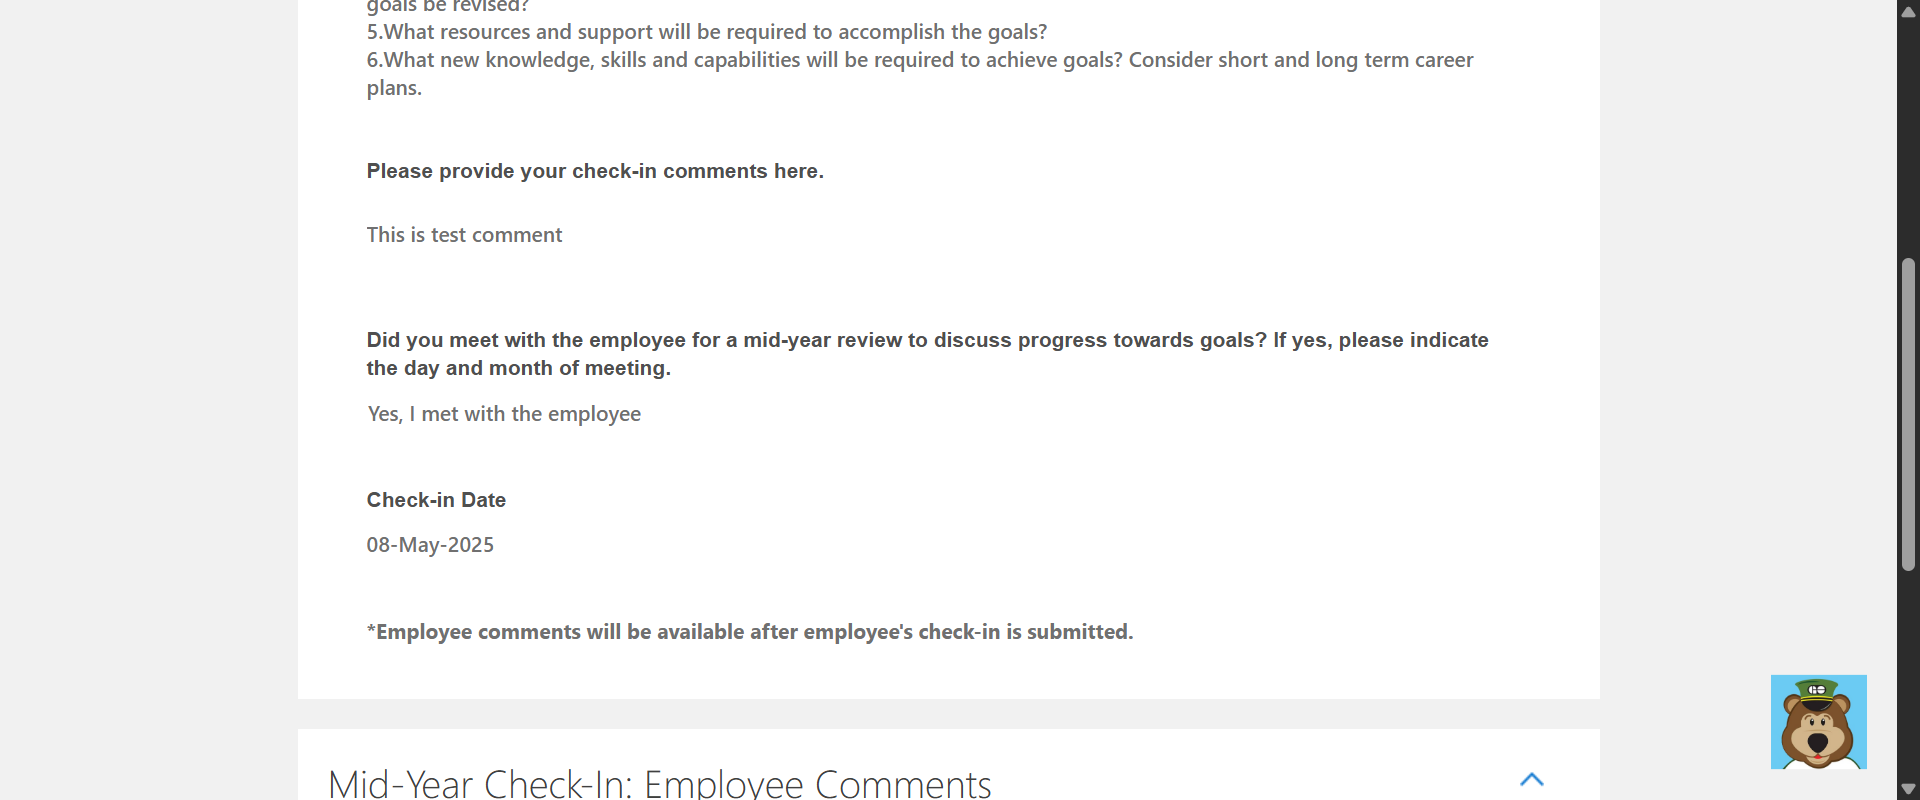 goals be revised?
5.What resources and support will be required to accomplish the goals?
6.What new knowledge, skills and capabilities will be required to achieve goals? Consider short and long term career
plans.
Please provide your check-in comments here.
This is test comment
Did you meet with the employee for a mid-year review to discuss progress towards goals? If yes, please indicate
the day and month of meeting.
Yes, I met with the employee
Check-in Date
08-May-2025
*Employee comments will be available after employee's check-in is submitted.
Mid-Year Check-In: Employee Comments